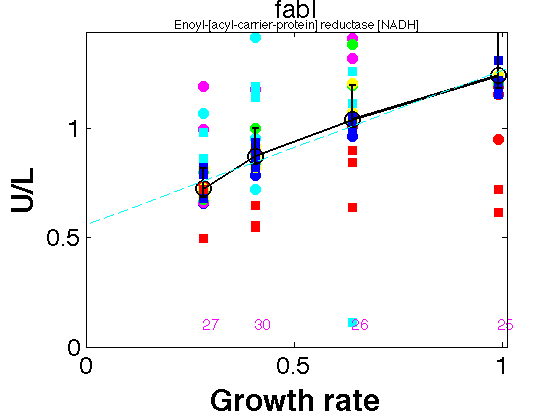 fabI
Enoyl-[acyl-carrier-protein] reductase [NADH]
U/L
1
0.5
0
27
30
26
25
0
0.5
1
Growth rate